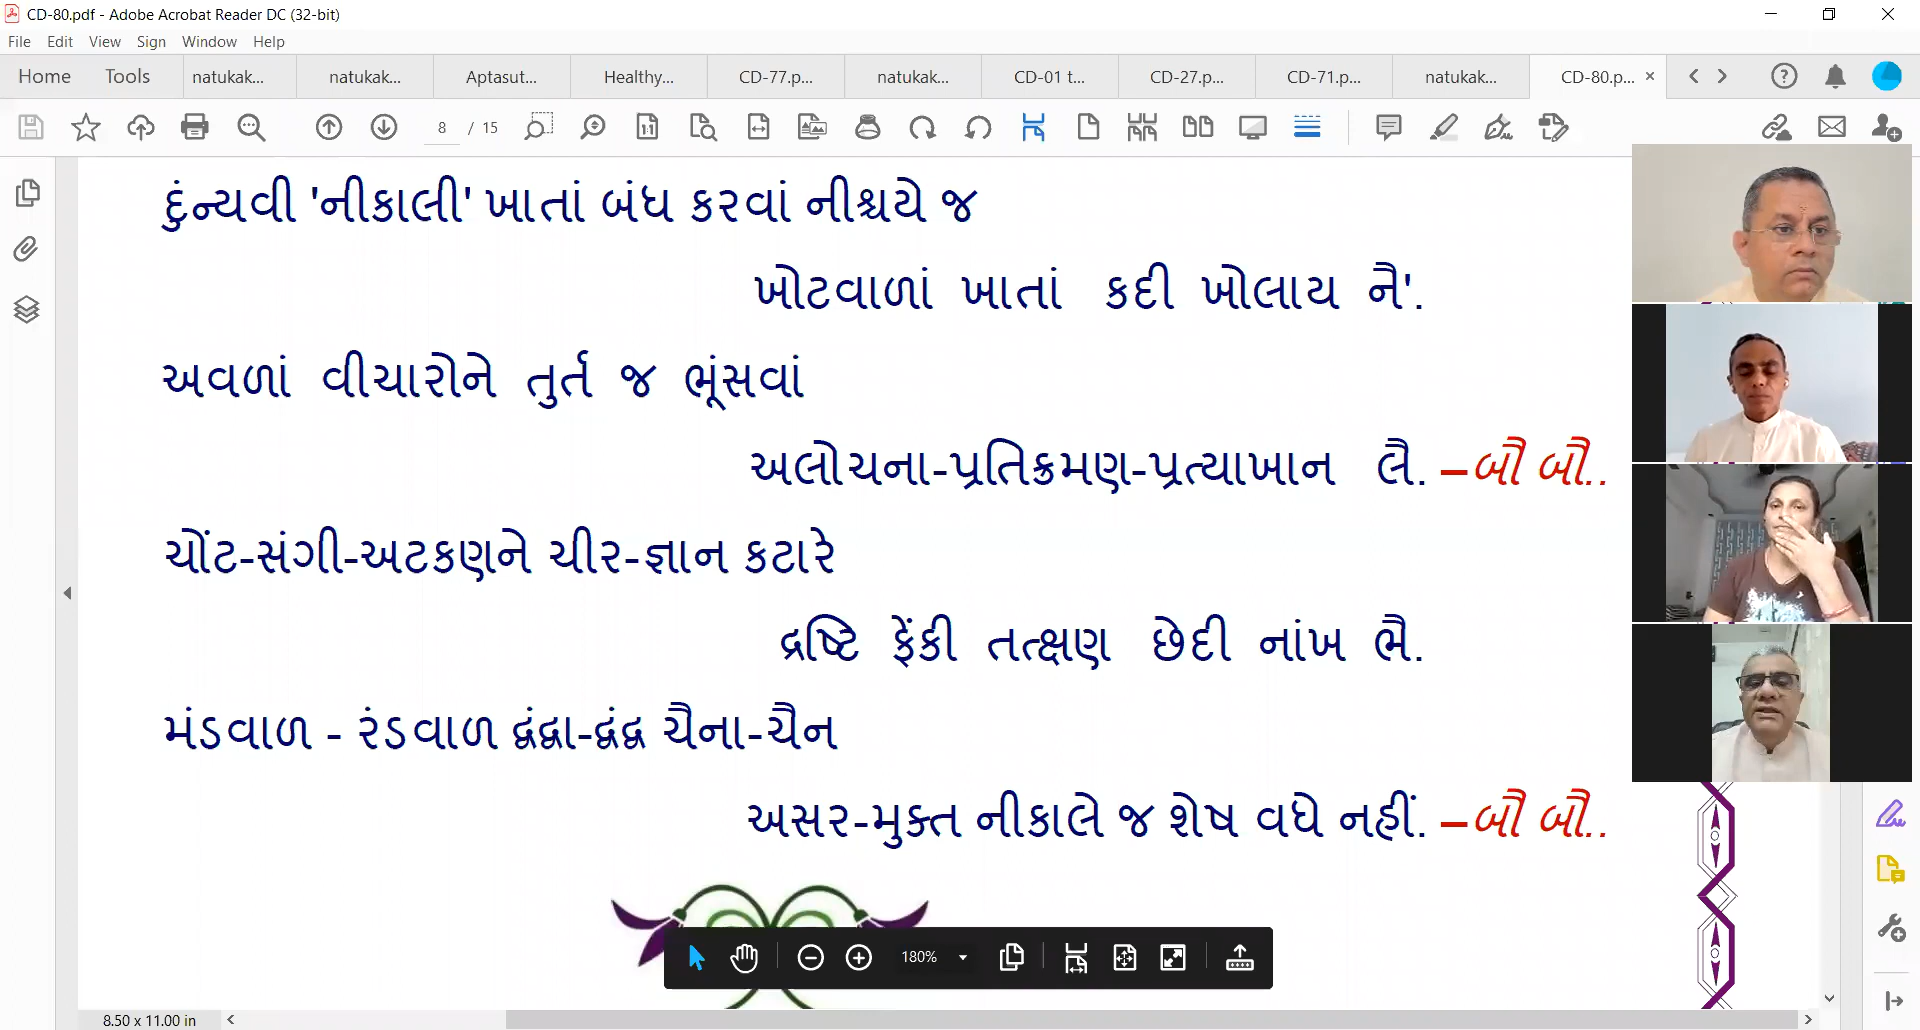 CD-80.pdf - Adobe Acrobat Reader DC (32-bit)
File Edit View Sign Window Help
Home Tools natukak... natukak... Aptasut... Healthy... CD-77.p... natukak... CD-01 t... CD-27.p... CD-71.p... natukak... CD-80.p...
8 / 15
દુંન્યવી 'નીકાલી' ખાતાં બંધ કરવાં નીશ્ચયે જ
ખોટવાળાં ખાતાં કદી ખોલાય નૈ'.
અવળાં વીચારોને તુર્ત જ ભૂંસવાં
અલોચના-પ્રતિક્રમણ-પ્રત્યાખાન લૈ. –બૌ બૌ..
ચોંટ-સંગી-અટકણને ચીર-જ્ઞાન કટારે
દ્રષ્ટિ ફેંકી તત્ક્ષણ છેદી નાંખ ભૈ.
મંડવાળ - રંડવાળ દ્વંદ્વા-દ્વંદ્વ ચૈના-ચૈન
અસર-મુક્ત નીકાલે જ શેષ વધે નહીં. –બૌ બૌ..
180%
8.50 x 11.00 in